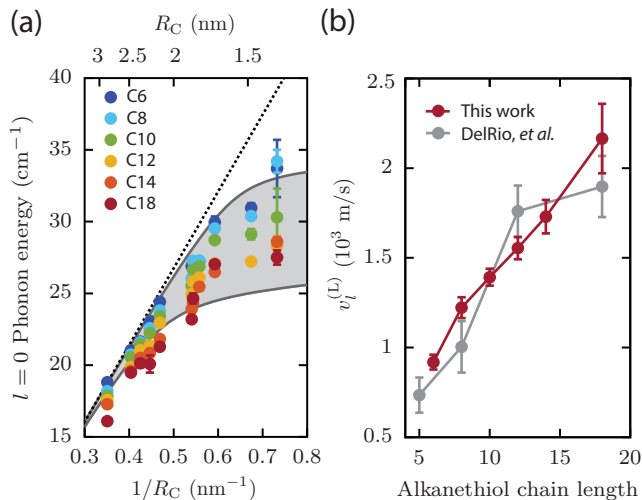 (a)
R_C (nm)
3 2.5 2 1.5
40
35
30
25
20
15
l = 0 Phonon energy (cm⁻¹)
C6
C8
C10
C12
C14
C18
0.3 0.4 0.5 0.6 0.7 0.8
1/R_C (nm⁻¹)
(b)
2.5
2
1.5
1
0.5
v_l^(L) (10³ m/s)
This work
DelRio, et al.
5 10 15 20
Alkanethiol chain length